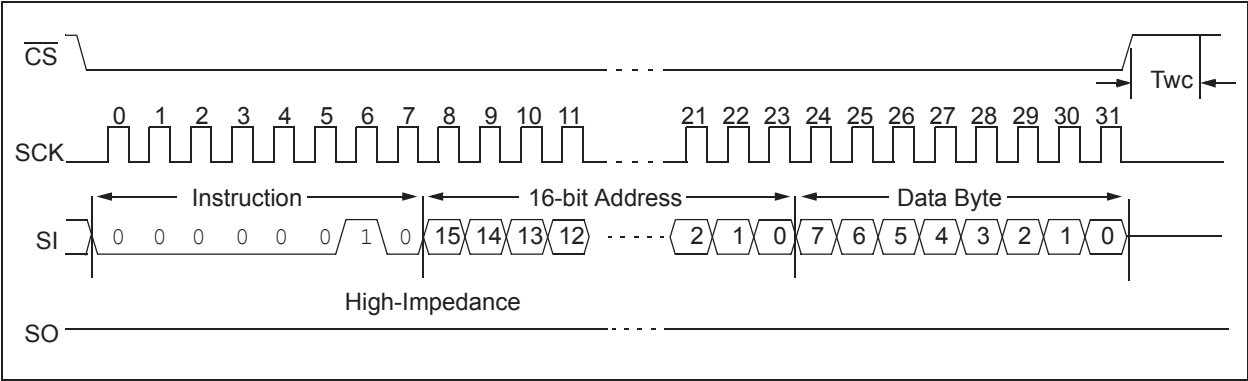 CS
Twc
0 1 2 3 4 5 6 7 8 9 10 11 21 22 23 24 25 26 27 28 29 30 31
SCK
Instruction 16-bit Address Data Byte
SI 0 0 0 0 0 0 1 0 15 14 13 12 2 1 0 7 6 5 4 3 2 1 0
High-Impedance
SO